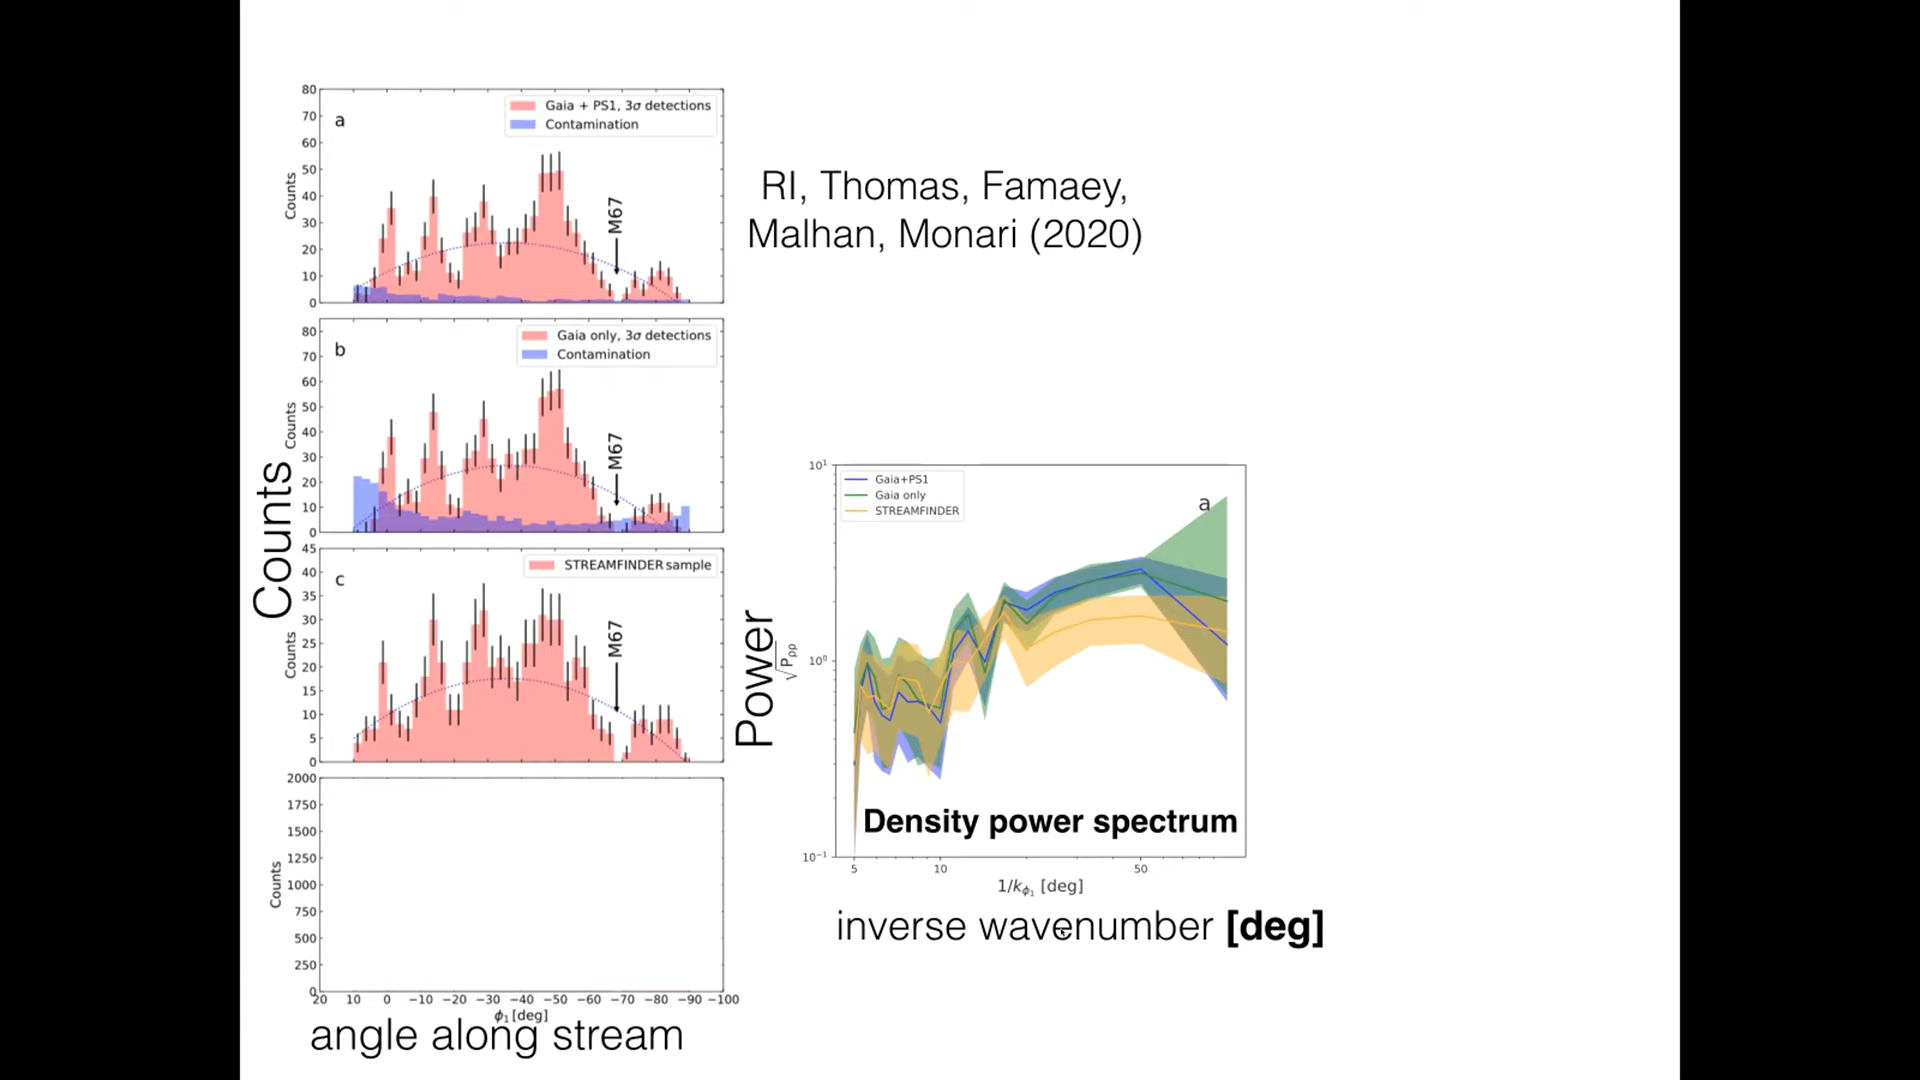 80
70
60
50
40
30
20
10
0
Counts
a
Gaia + PS1, 3σ detections
Contamination
M67
RI, Thomas, Famaey,
Malhan, Monari (2020)
80
70
60
50
40
30
20
10
0
Counts
b
Gaia only, 3σ detections
Contamination
M67
Counts
45
40
35
30
25
20
15
10
5
0
Counts
c
STREAMFINDER sample
M67
2000
1750
1500
1250
1000
750
500
250
0
Counts
20 10 0 −10 −20 −30 −40 −50 −60 −70 −80 −90 −100
ϕ₁ [deg]
angle along stream
Power
√Pρρ
10¹
10⁰
10⁻¹
Gaia+PS1
Gaia only
STREAMFINDER
a
Density power spectrum
5 10 50
1/kϕ₁ [deg]
inverse wavenumber [deg]